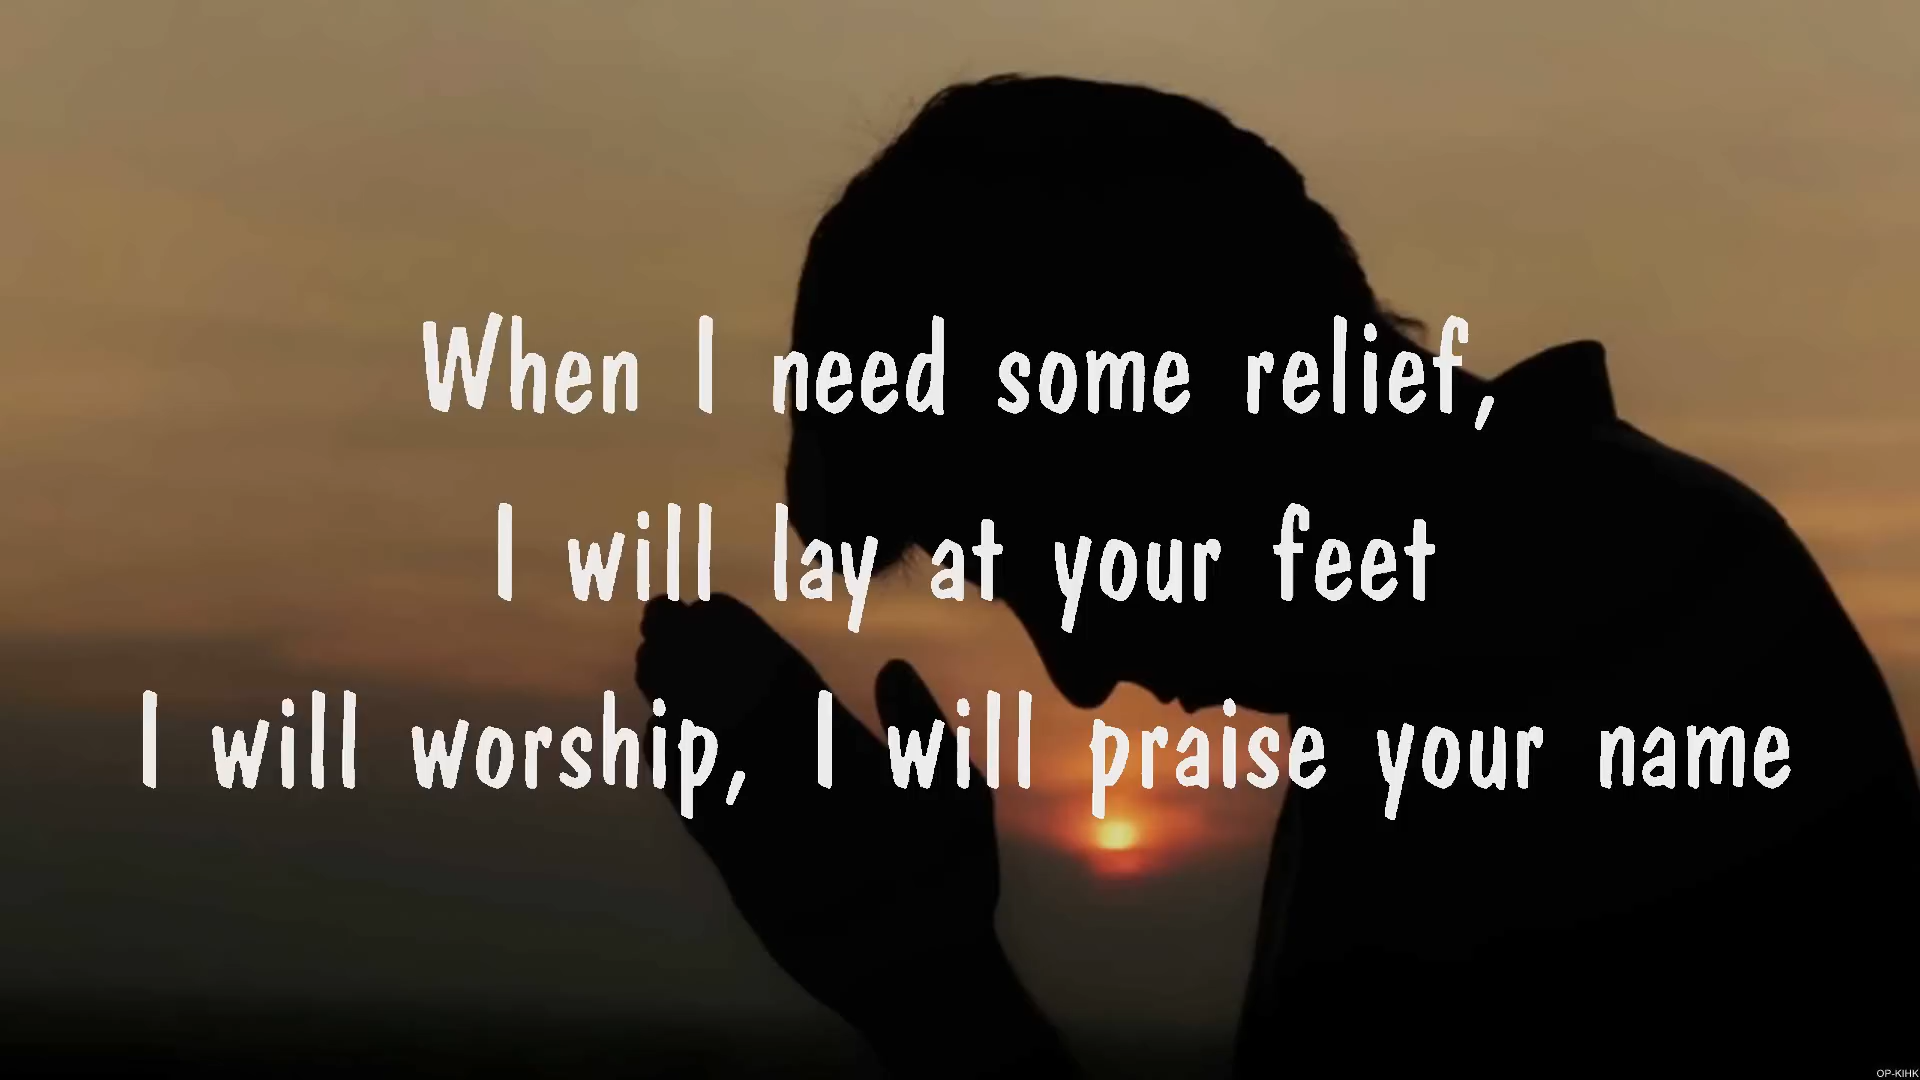 When I need some relief,
I will lay at your feet
I will worship, I will praise your name
OP-KIHK